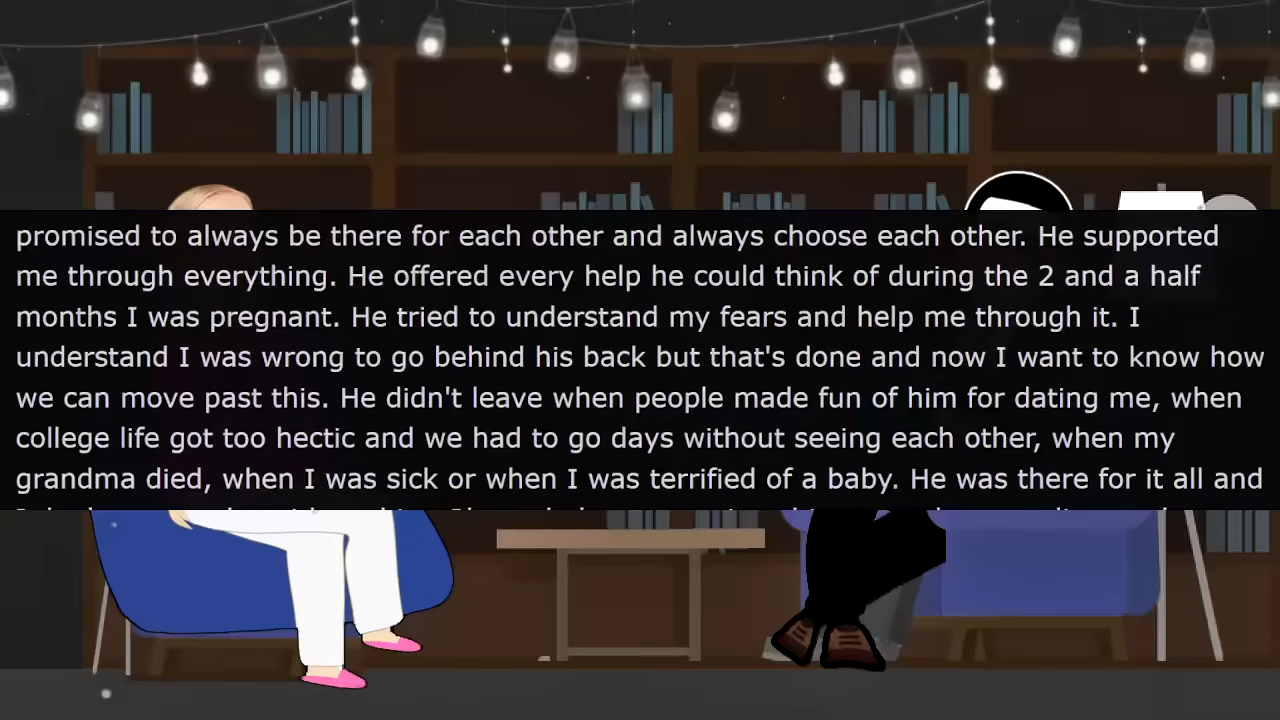 promised to always be there for each other and always choose each other. He supported
me through everything. He offered every help he could think of during the 2 and a half
months I was pregnant. He tried to understand my fears and help me through it. I
understand I was wrong to go behind his back but that's done and now I want to know how
we can move past this. He didn't leave when people made fun of him for dating me, when
college life got too hectic and we had to go days without seeing each other, when my
grandma died, when I was sick or when I was terrified of a baby. He was there for it all and